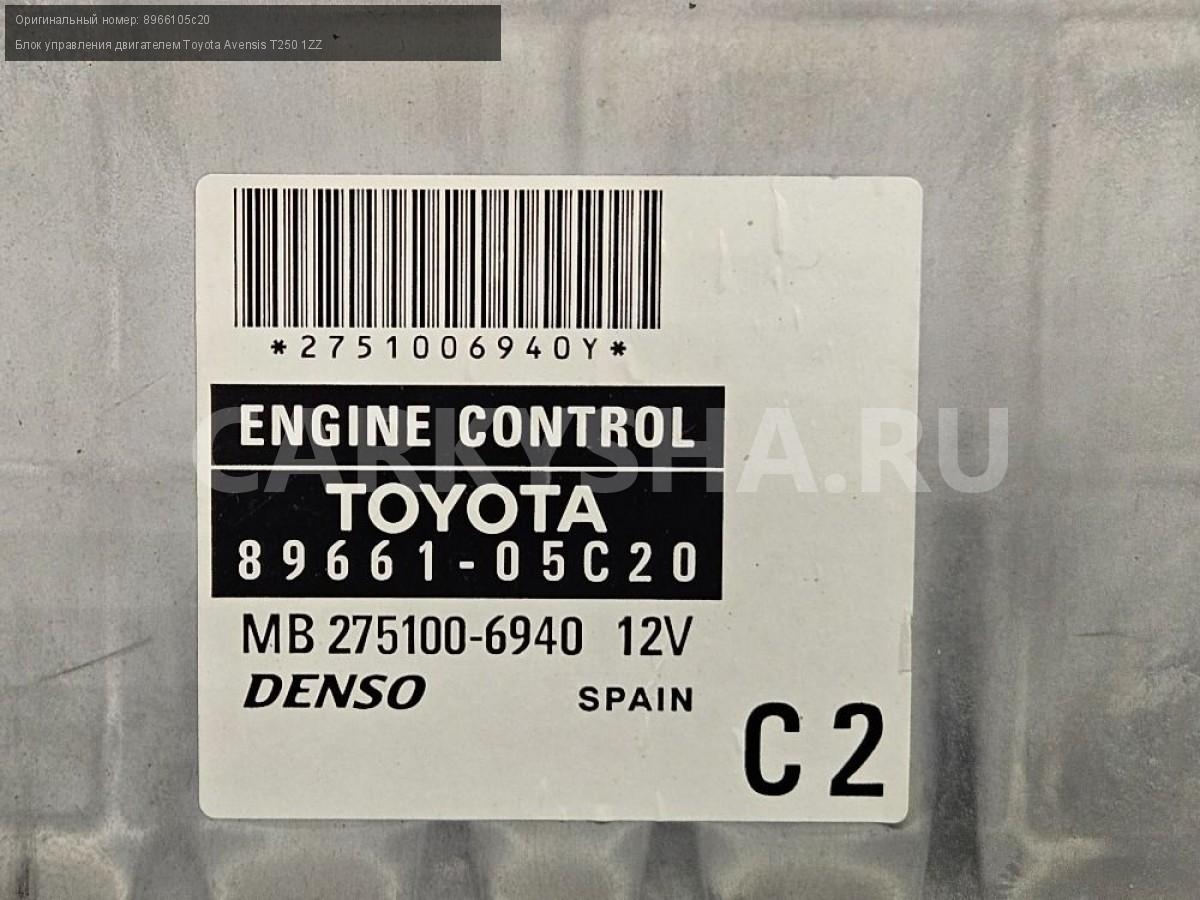 Оригинальный номер: 8966105c20
Блок управления двигателем Toyota Avensis T250 1ZZ
*2751006940Y*
ENGINE CONTROL
CARKYSHA.RU
TOYOTA
89661-05C20
MB 275100-6940 12V
DENSO SPAIN
C2